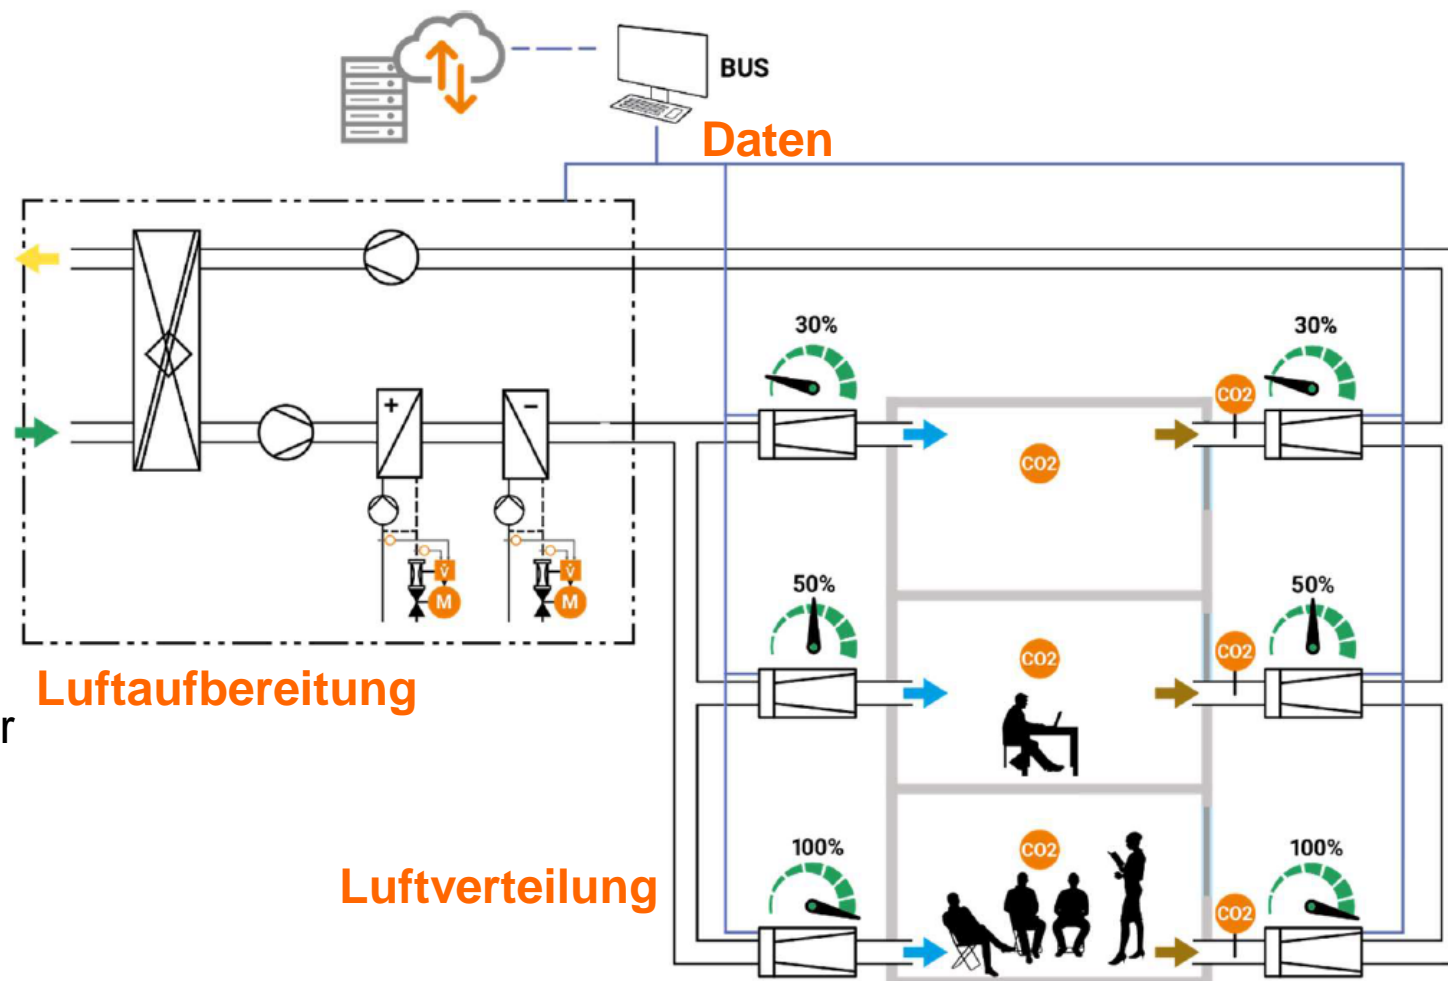 BUS
Daten
30%
30%
CO2
+
−
CO2
V
V
M
M
50%
50%
CO2
CO2
Luftaufbereitung
r
100%
100%
CO2
Luftverteilung
CO2